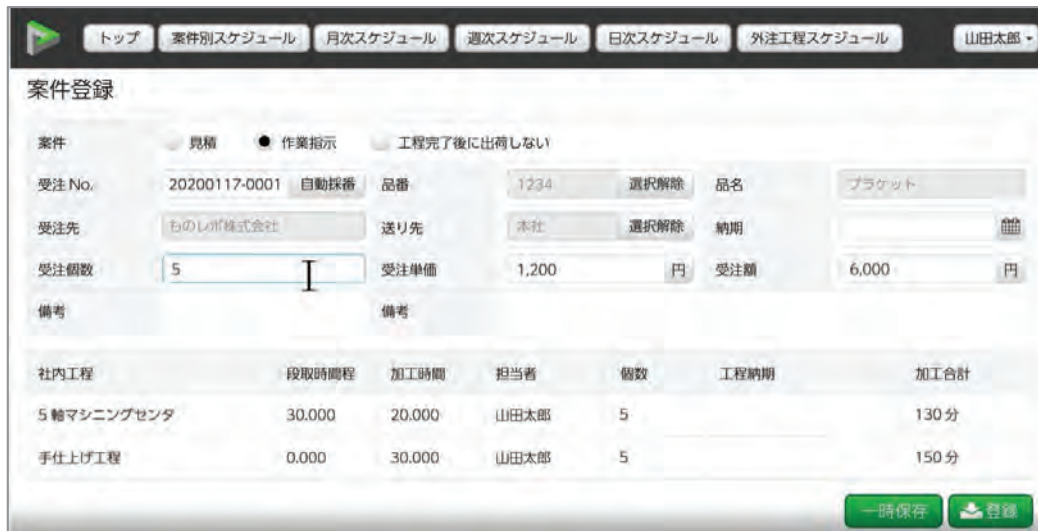 トップ 案件別スケジュール 月次スケジュール 週次スケジュール 日次スケジュール 外注工程スケジュール 山田太郎
案件登録
案件 見積 作業指示 工程完了後に出荷しない
受注No. 20200117-0001 自動採番 品番 1234 選択解除 品名 ブラケット
受注先 ものレボ株式会社 送り先 本社 選択解除 納期
受注個数 5 受注単価 1,200 円 受注額 6,000 円
備考 備考
社内工程 段取時間程 加工時間 担当者 個数 工程納期 加工合計
5軸マシニングセンタ 30.000 20.000 山田太郎 5 130分
手仕上げ工程 0.000 30.000 山田太郎 5 150分
一時保存 登録